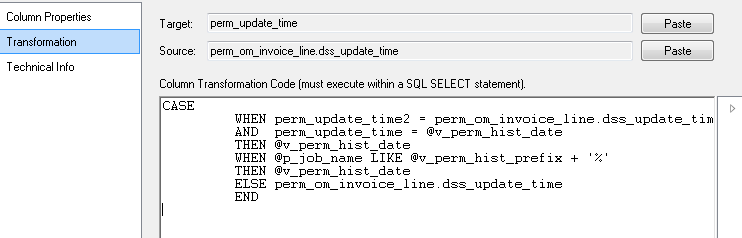 Column Properties
Transformation
Technical Info
Target: perm_update_time Paste
Source: perm_om_invoice_line.dss_update_time Paste
Column Transformation Code (must execute within a SQL SELECT statement).
CASE
WHEN perm_update_time2 = perm_om_invoice_line.dss_update_tim
AND perm_update_time = @v_perm_hist_date
THEN @v_perm_hist_date
WHEN @p_job_name LIKE @v_perm_hist_prefix + '%'
THEN @v_perm_hist_date
ELSE perm_om_invoice_line.dss_update_time
END